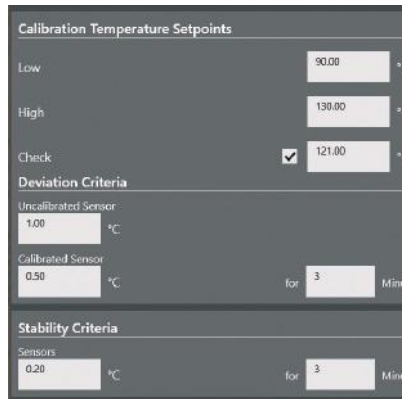 Calibration Temperature Setpoints
Low 90.00 °
High 130.00 °
Check 121.00 °
Deviation Criteria
Uncalibrated Sensor
1.00 °C
Calibrated Sensor
0.50 °C for 3
Stability Criteria
Sensors
0.20 °C for 3